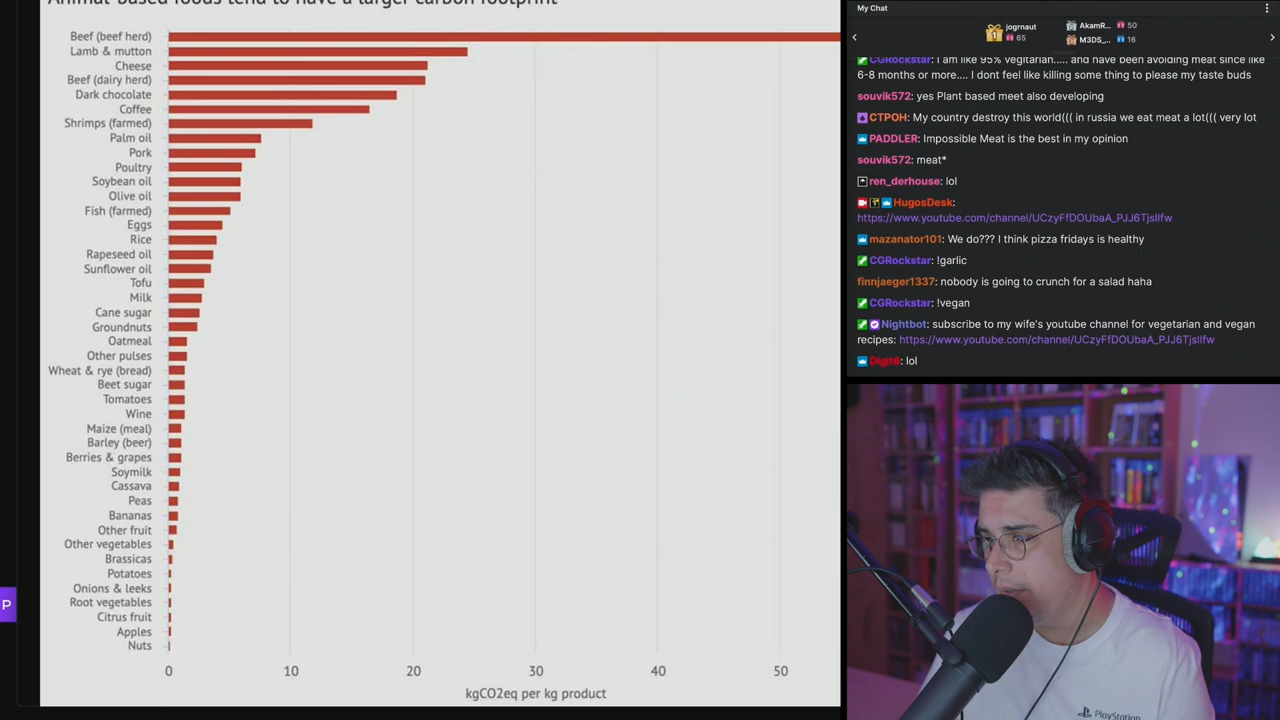 Animal-based foods tend to have a larger carbon footprint
Beef (beef herd)
Lamb & mutton
Cheese
Beef (dairy herd)
Dark chocolate
Coffee
Shrimps (farmed)
Palm oil
Pork
Poultry
Soybean oil
Olive oil
Fish (farmed)
Eggs
Rice
Rapeseed oil
Sunflower oil
Tofu
Milk
Cane sugar
Groundnuts
Oatmeal
Other pulses
Wheat & rye (bread)
Beet sugar
Tomatoes
Wine
Maize (meal)
Barley (beer)
Berries & grapes
Soymilk
Cassava
Peas
Bananas
Other fruit
Other vegetables
Brassicas
Potatoes
Onions & leeks
Root vegetables
Citrus fruit
Apples
Nuts
0 10 20 30 40 50
kgCO2eq per kg product
P
My Chat
jogrnaut
65
AkamR... 50
M3DS_... 16
CGRockstar: I am like 95% vegitarian..... and have been avoiding meat since like
6-8 months or more.... I dont feel like killing some thing to please my taste buds
souvik572: yes Plant based meet also developing
CTPOH: My country destroy this world((( in russia we eat meat a lot((( very lot
PADDLER: Impossible Meat is the best in my opinion
souvik572: meat*
ren_derhouse: lol
HugosDesk:
https://www.youtube.com/channel/UCzyFfDOUbaA_PJJ6Tjsllfw
mazanator101: We do??? I think pizza fridays is healthy
CGRockstar: !garlic
finnjaeger1337: nobody is going to crunch for a salad haha
CGRockstar: !vegan
Nightbot: subscribe to my wife's youtube channel for vegetarian and vegan
recipes: https://www.youtube.com/channel/UCzyFfDOUbaA_PJJ6Tjsllfw
: lol
PlayStation